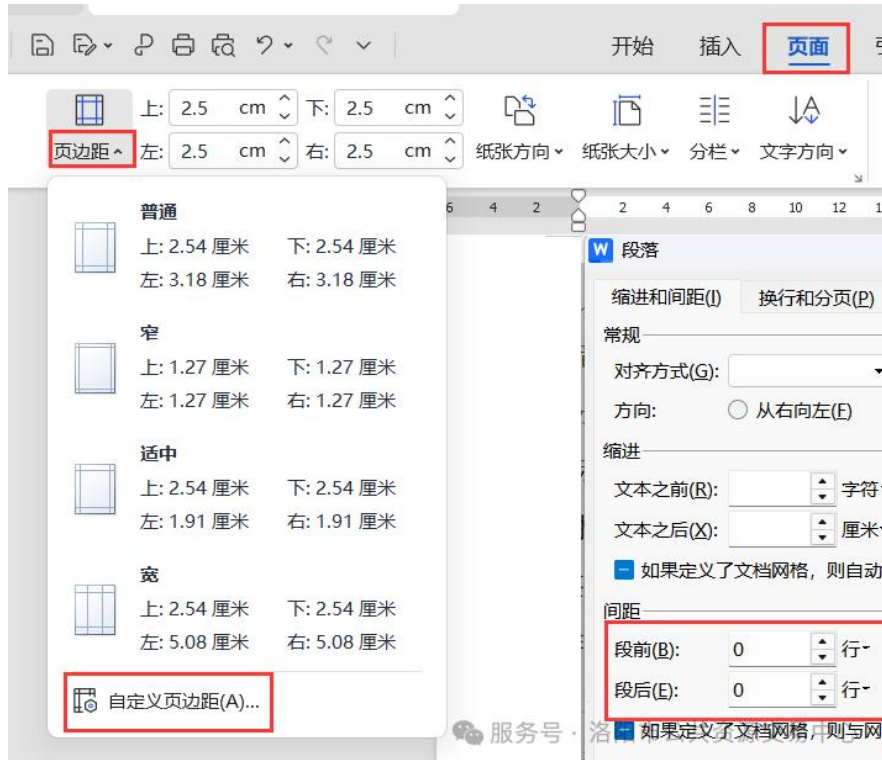 开始 插入 页面
上: 2.5 cm 下: 2.5 cm
页边距 左: 2.5 cm 右: 2.5 cm 纸张方向 纸张大小 分栏 文字方向
普通
上: 2.54 厘米 下: 2.54 厘米
左: 3.18 厘米 右: 3.18 厘米
窄
上: 1.27 厘米 下: 1.27 厘米
左: 1.27 厘米 右: 1.27 厘米
适中
上: 2.54 厘米 下: 2.54 厘米
左: 1.91 厘米 右: 1.91 厘米
宽
上: 2.54 厘米 下: 2.54 厘米
左: 5.08 厘米 右: 5.08 厘米
自定义页边距(A)...
6 4 2 2 4 6 8 10 12 1
W 段落
缩进和间距(I) 换行和分页(P)
常规
对齐方式(G):
方向: 从右向左(F)
缩进
文本之前(R): 字符
文本之后(X): 厘米
如果定义了文档网格，则自动
间距
段前(B): 0 行
段后(E): 0 行
如果定义了文档网格，则与网
服务号 · 洛